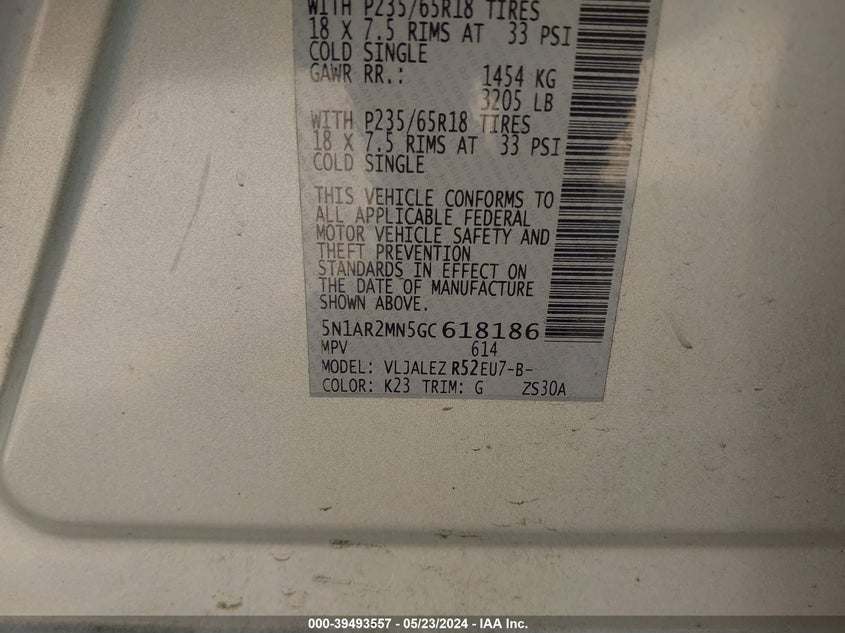 WITH P235/65R18 TIRES
18 X 7.5 RIMS AT 33 PSI
COLD SINGLE
GAWR RR.: 1454 KG
3205 LB
WITH P235/65R18 TIRES
18 X 7.5 RIMS AT 33 PSI
COLD SINGLE
THIS VEHICLE CONFORMS TO
ALL APPLICABLE FEDERAL
MOTOR VEHICLE SAFETY AND
THEFT PREVENTION
STANDARDS IN EFFECT ON
THE DATE OF MANUFACTURE
SHOWN ABOVE.
5N1AR2MN5GC618186
MPV 614
MODEL: VLJALEZ R52EU7-B-
COLOR: K23 TRIM: G ZS30A
000-39493557 - 05/23/2024 - IAA Inc.